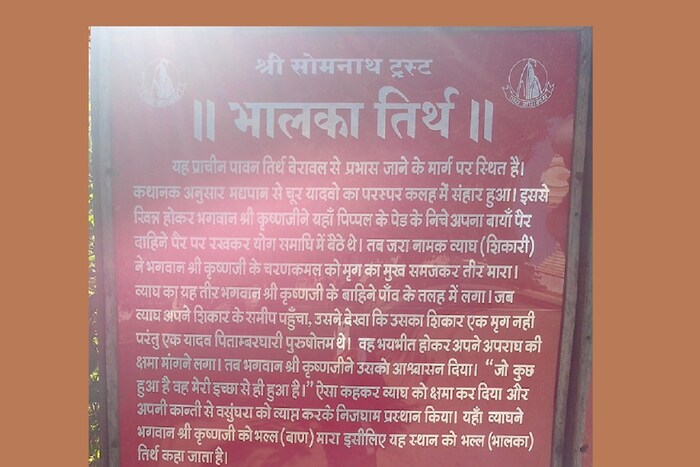 श्री सोमनाथ ट्रस्ट
॥ भालका तिर्थ ॥
यह प्राचीन पावन तिर्थ वेरावल से प्रभास जाने के मार्ग पर स्थित है।
कथानक अनुसार मद्यपान से चूर यादवो का परस्पर कलह में संहार हुआ। इससे
खिन्न होकर भगवान श्री कृष्णजीने यहाँ पिप्पल के पेड के निचे अपना बायाँ पैर
दाहिने पैर पर रखकर योग समाधि में बैठे थे। तब जरा नामक व्याध (शिकारी)
ने भगवान श्री कृष्णजी के चरणकमल को मृग का मुख समजकर तीर मारा।
व्याध का यह तीर भगवान श्री कृष्णजी के बाहिने पाँव के तलह में लगा। जब
व्याध अपने शिकार के समीप पहुँचा, उसने देखा कि उसका शिकार एक मृग नही
परंतु एक यादव पिताम्बरधारी पुरुषोतम थे। वह भयभीत होकर अपने अपराध की
क्षमा मांगने लगा। तब भगवान श्री कृष्णजीने उसको आश्वासन दिया। "जो कुछ
हुआ है वह मेरी इच्छा से ही हुआ है।" ऐसा कहकर व्याध को क्षमा कर दिया और
अपनी कान्ती से वसुंधरा को व्याप्त करके निजधाम प्रस्थान किया। यहाँ व्याधने
भगवान श्री कृष्णजी को भल्ल (बाण) मारा इसीलिए यह स्थान को भल्ल (भालका)
तिर्थ कहा जाता है।